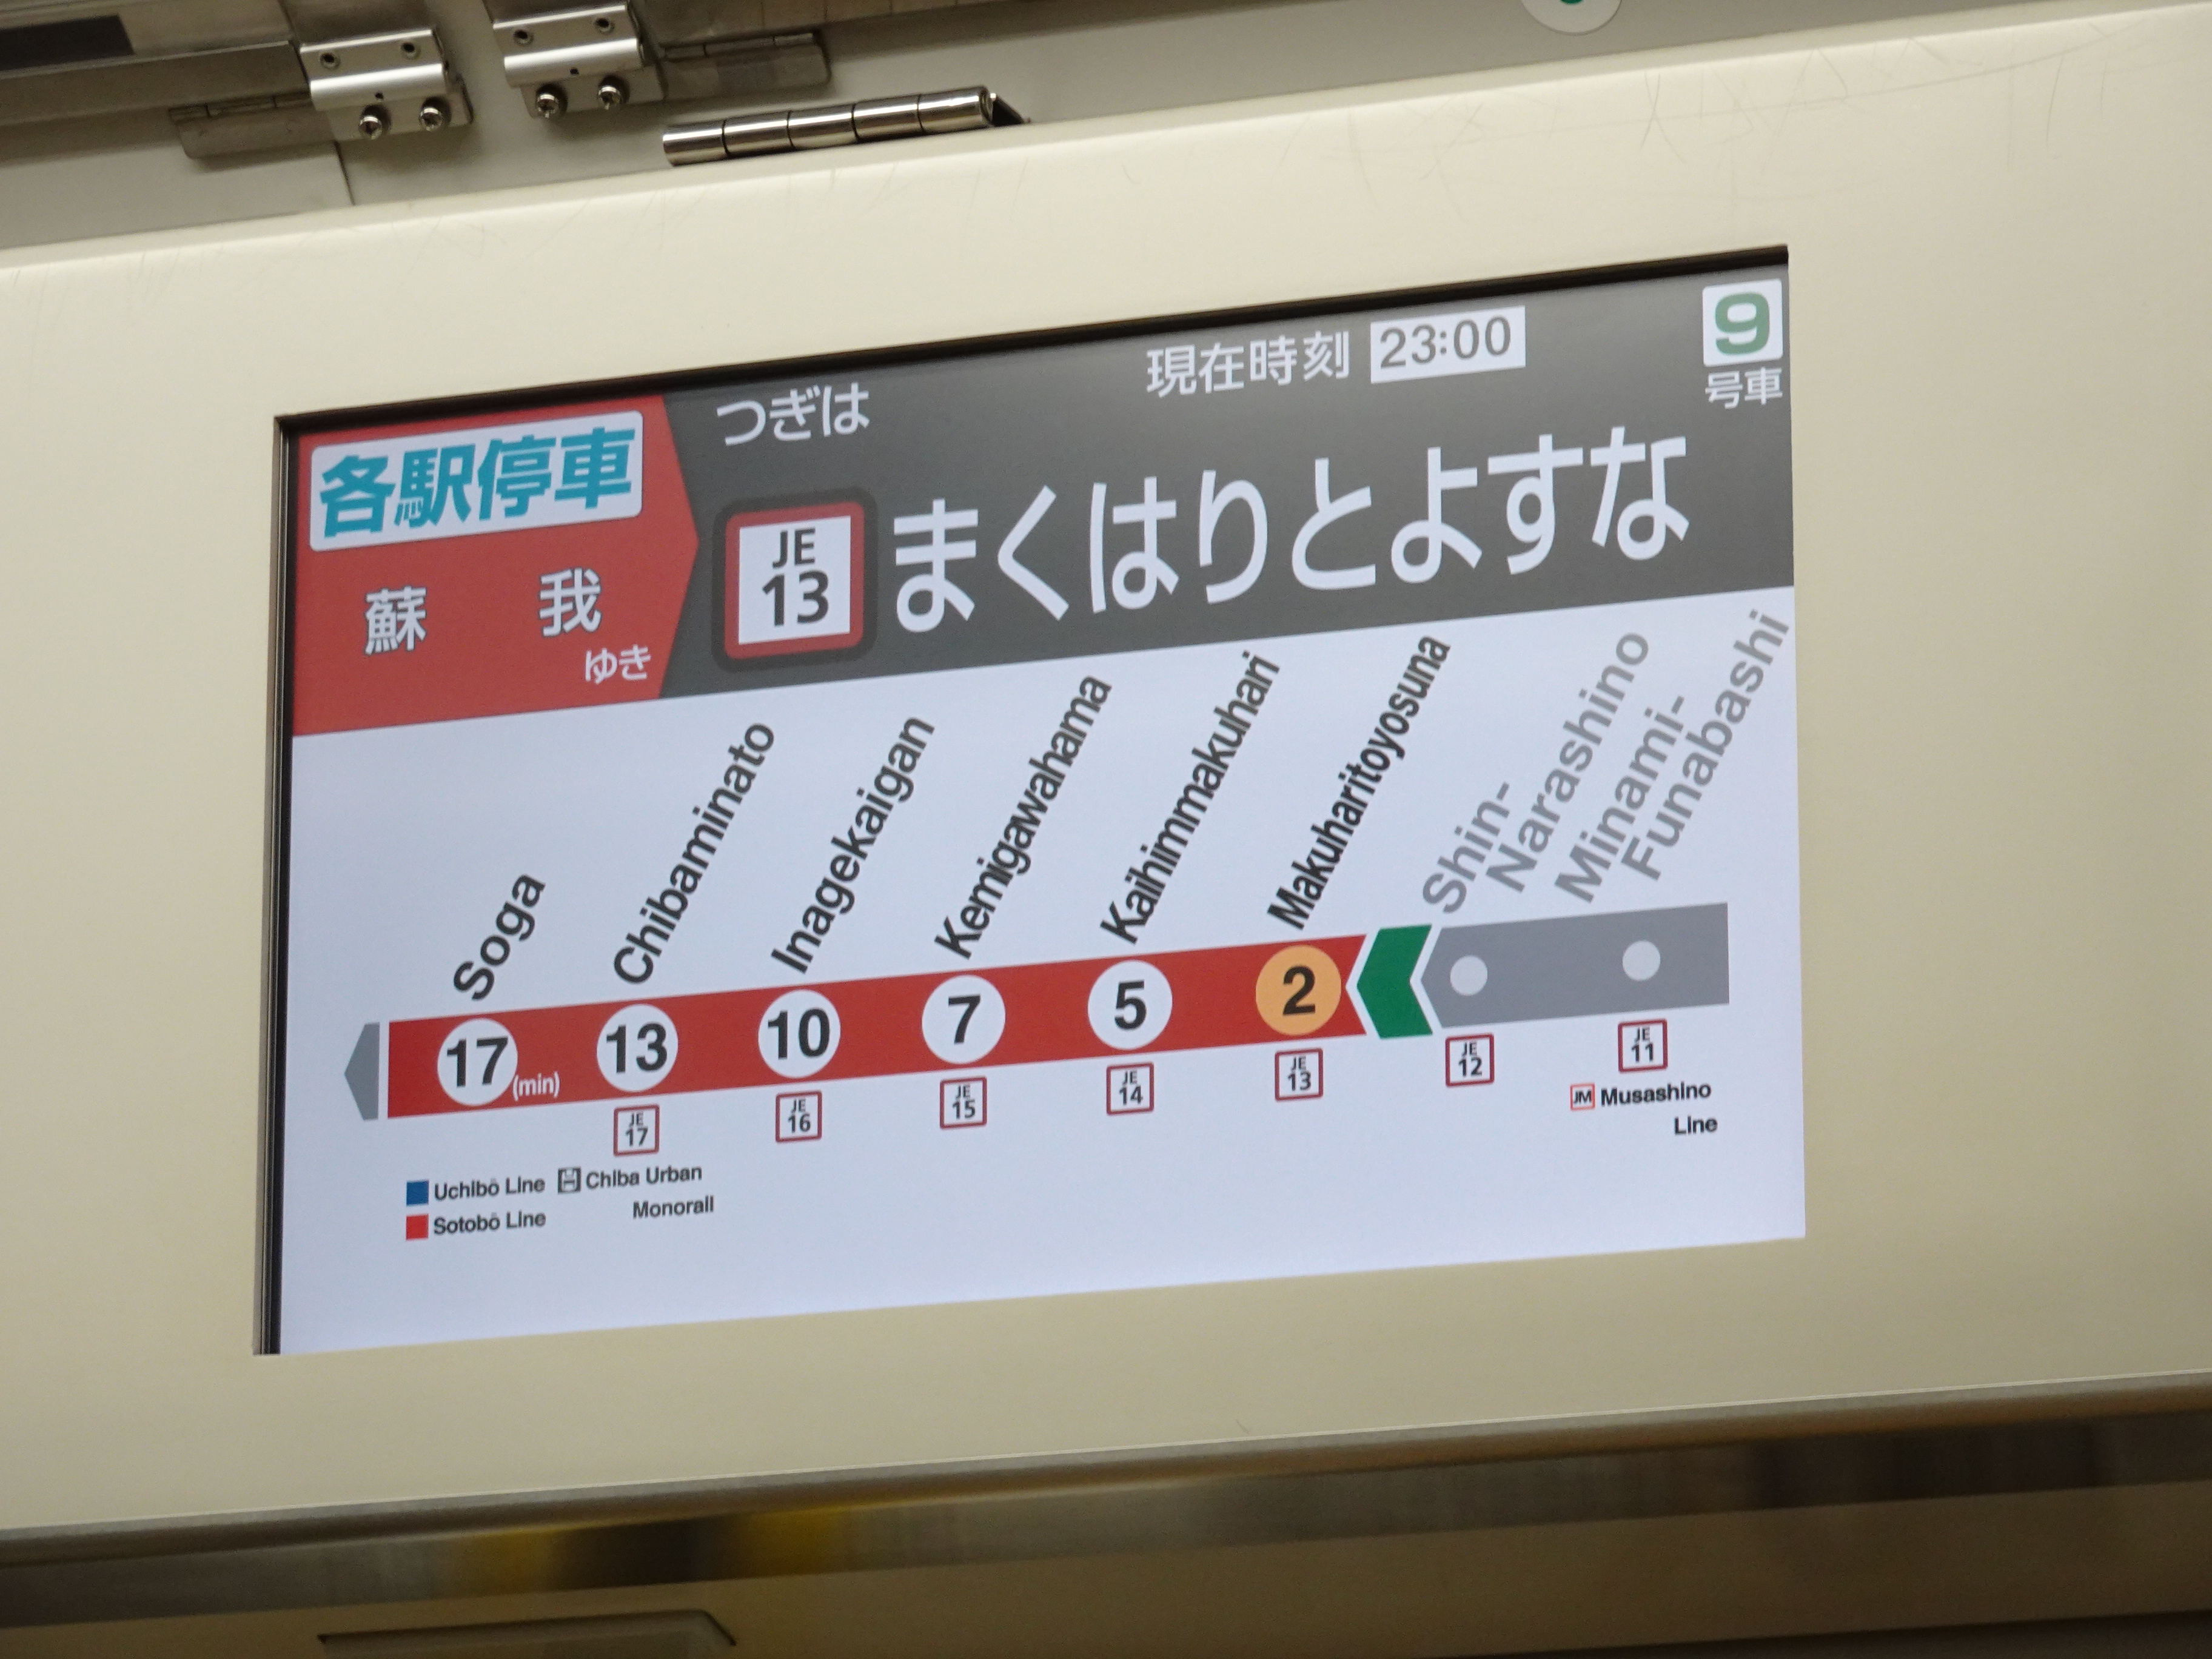 現在時刻 23:00
9
号車
各駅停車
つぎは
蘇 我
ゆき
JE
13
まくはりとよすな
Soga
Chibaminato
Inagekaigan
Kemigawahama
Kaihimmakuhari
Makuharitoyosuna
Shin-
Narashino
Minami-
Funabashi
17 (min) 13 10 7 5 2
JE
17
JE
16
JE
15
JE
14
JE
13
JE
12
JE
11
Uchibō Line
Sotobō Line
Chiba Urban
Monorail
JM Musashino
Line